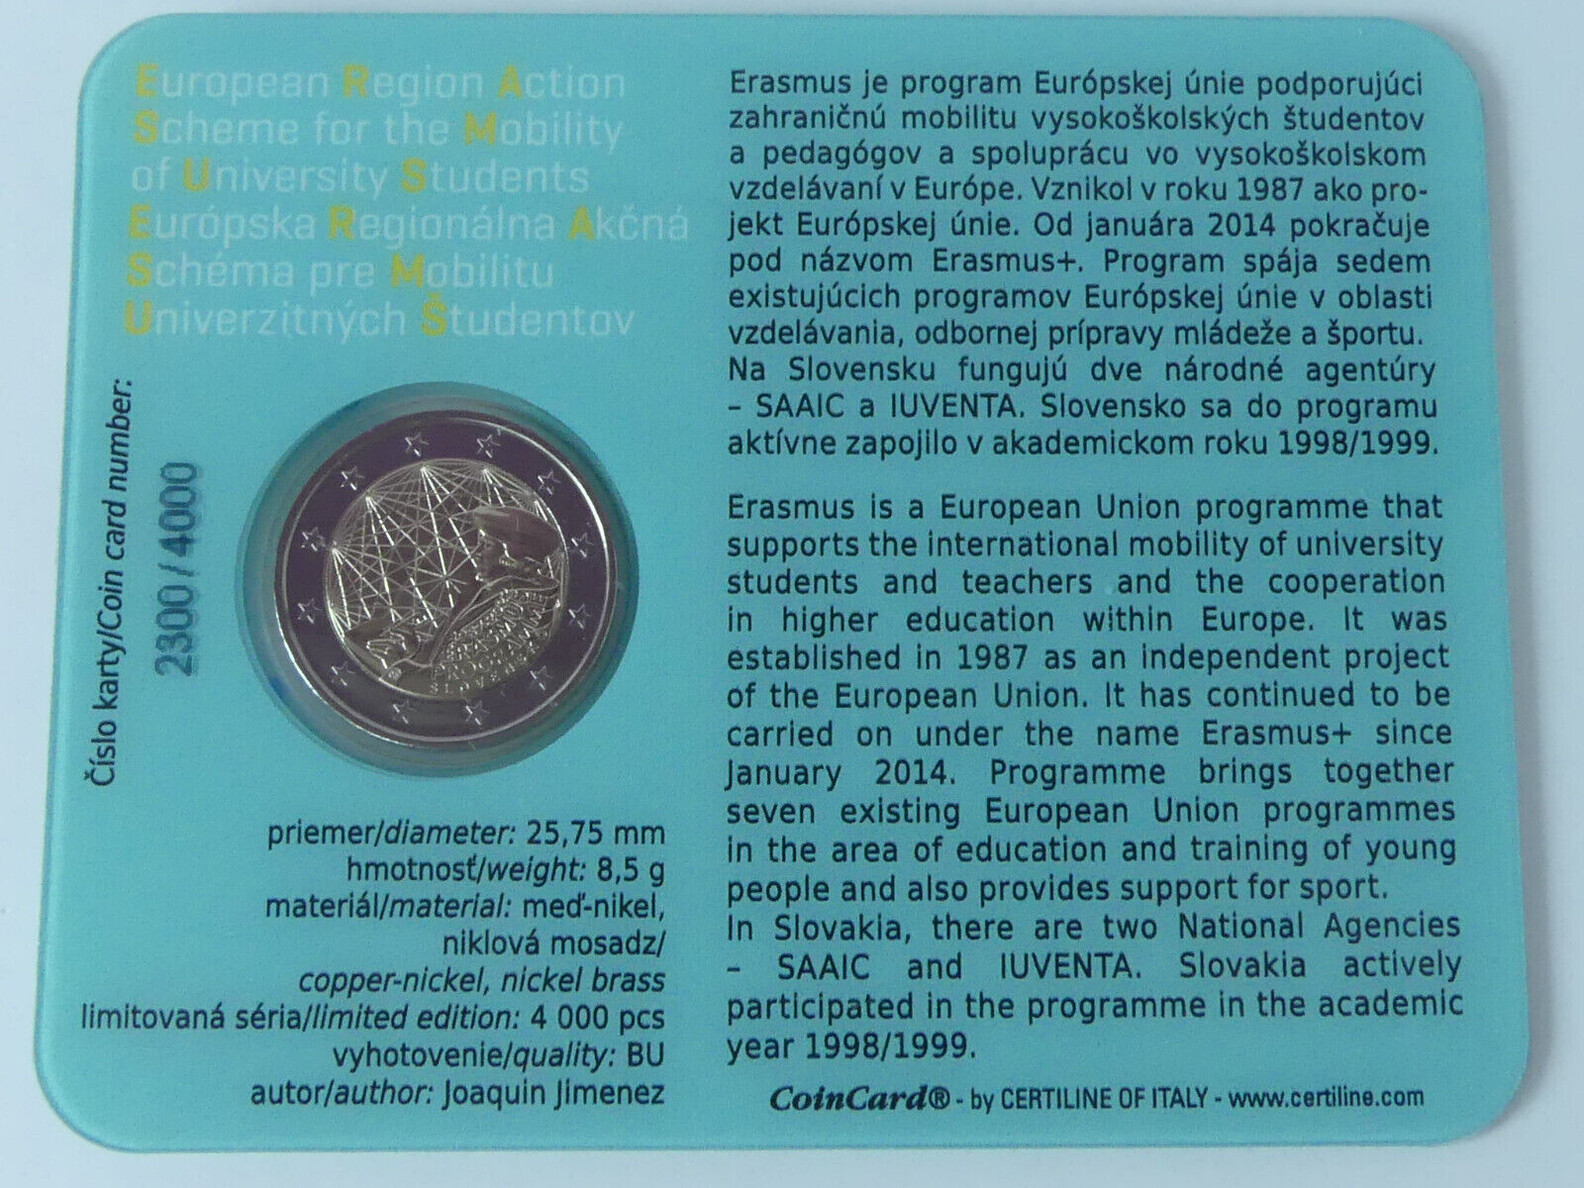 European Region Action
Scheme for the Mobility
of University Students
Európska Regionálna Akčná
Schéma pre Mobilitu
Univerzitných Študentov
Číslo karty/Coin card number:
2300/4000
priemer/diameter: 25,75 mm
hmotnosť/weight: 8,5 g
materiál/material: meď-nikel,
niklová mosadz/
copper-nickel, nickel brass
limitovaná séria/limited edition: 4 000 pcs
vyhotovenie/quality: BU
autor/author: Joaquin Jimenez
Erasmus je program Európskej únie podporujúci
zahraničnú mobilitu vysokoškolských študentov
a pedagógov a spoluprácu vo vysokoškolskom
vzdelávaní v Európe. Vznikol v roku 1987 ako pro-
jekt Európskej únie. Od januára 2014 pokračuje
pod názvom Erasmus+. Program spája sedem
existujúcich programov Európskej únie v oblasti
vzdelávania, odbornej prípravy mládeže a športu.
Na Slovensku fungujú dve národné agentúry
– SAAIC a IUVENTA. Slovensko sa do programu
aktívne zapojilo v akademickom roku 1998/1999.
Erasmus is a European Union programme that
supports the international mobility of university
students and teachers and the cooperation
in higher education within Europe. It was
established in 1987 as an independent project
of the European Union. It has continued to be
carried on under the name Erasmus+ since
January 2014. Programme brings together
seven existing European Union programmes
in the area of education and training of young
people and also provides support for sport.
In Slovakia, there are two National Agencies
– SAAIC and IUVENTA. Slovakia actively
participated in the programme in the academic
year 1998/1999.
CoinCard® - by CERTILINE OF ITALY - www.certiline.com